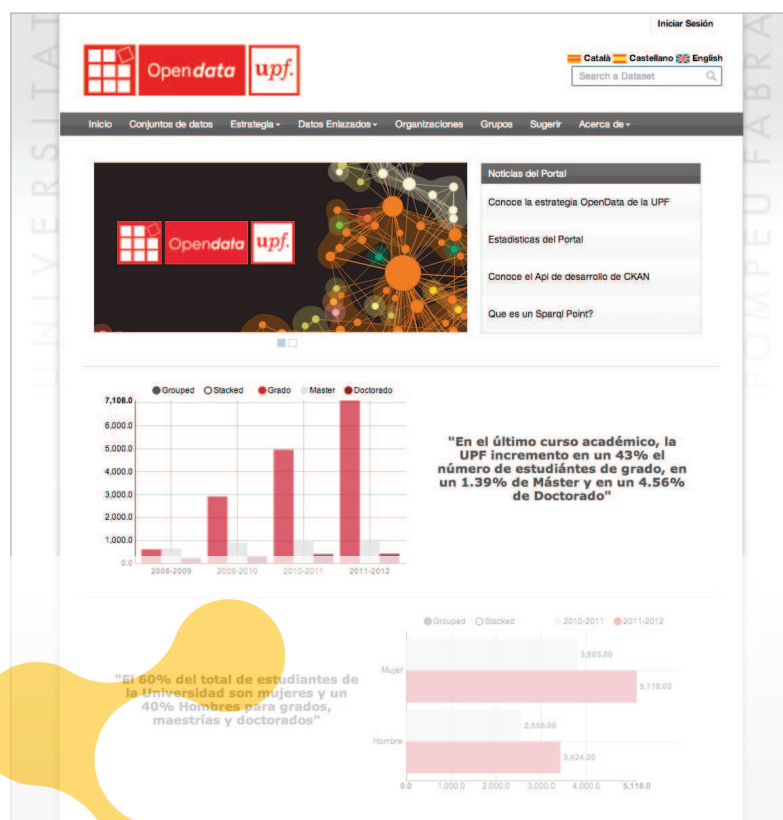 Iniciar Sesión
Opendata upf.
Català Castellano English
Search a Dataset
Inicio Conjuntos de datos Estrategia Datos Enlazados Organizaciones Grupos Sugerir Acerca de
UNIVERSITAT
POMPEU FABRA
Opendata upf.
Noticias del Portal
Conoce la estrategia OpenData de la UPF
Estadisticas del Portal
Conoce el Api de desarrollo de CKAN
Que es un Sparql Point?
Grouped Stacked Grado Master Doctorado
7,108.0
6,000.0
5,000.0
4,000.0
3,000.0
2,000.0
1,000.0
0.0
2008-2009 2009-2010 2010-2011 2011-2012
"En el último curso académico, la
UPF incremento en un 43% el
número de estudiántes de grado, en
un 1.39% de Máster y en un 4.56%
de Doctorado"
"El 60% del total de estudiantes de
la Universidad son mujeres y un
40% Hombres para grados,
maestrías y doctorados"
Grouped Stacked 2010-2011 2011-2012
Mujer
3,805.00
5,118.00
Hombre
2,556.00
3,424.00
0.0 1,000.0 2,000.0 3,000.0 4,000.0 5,118.0